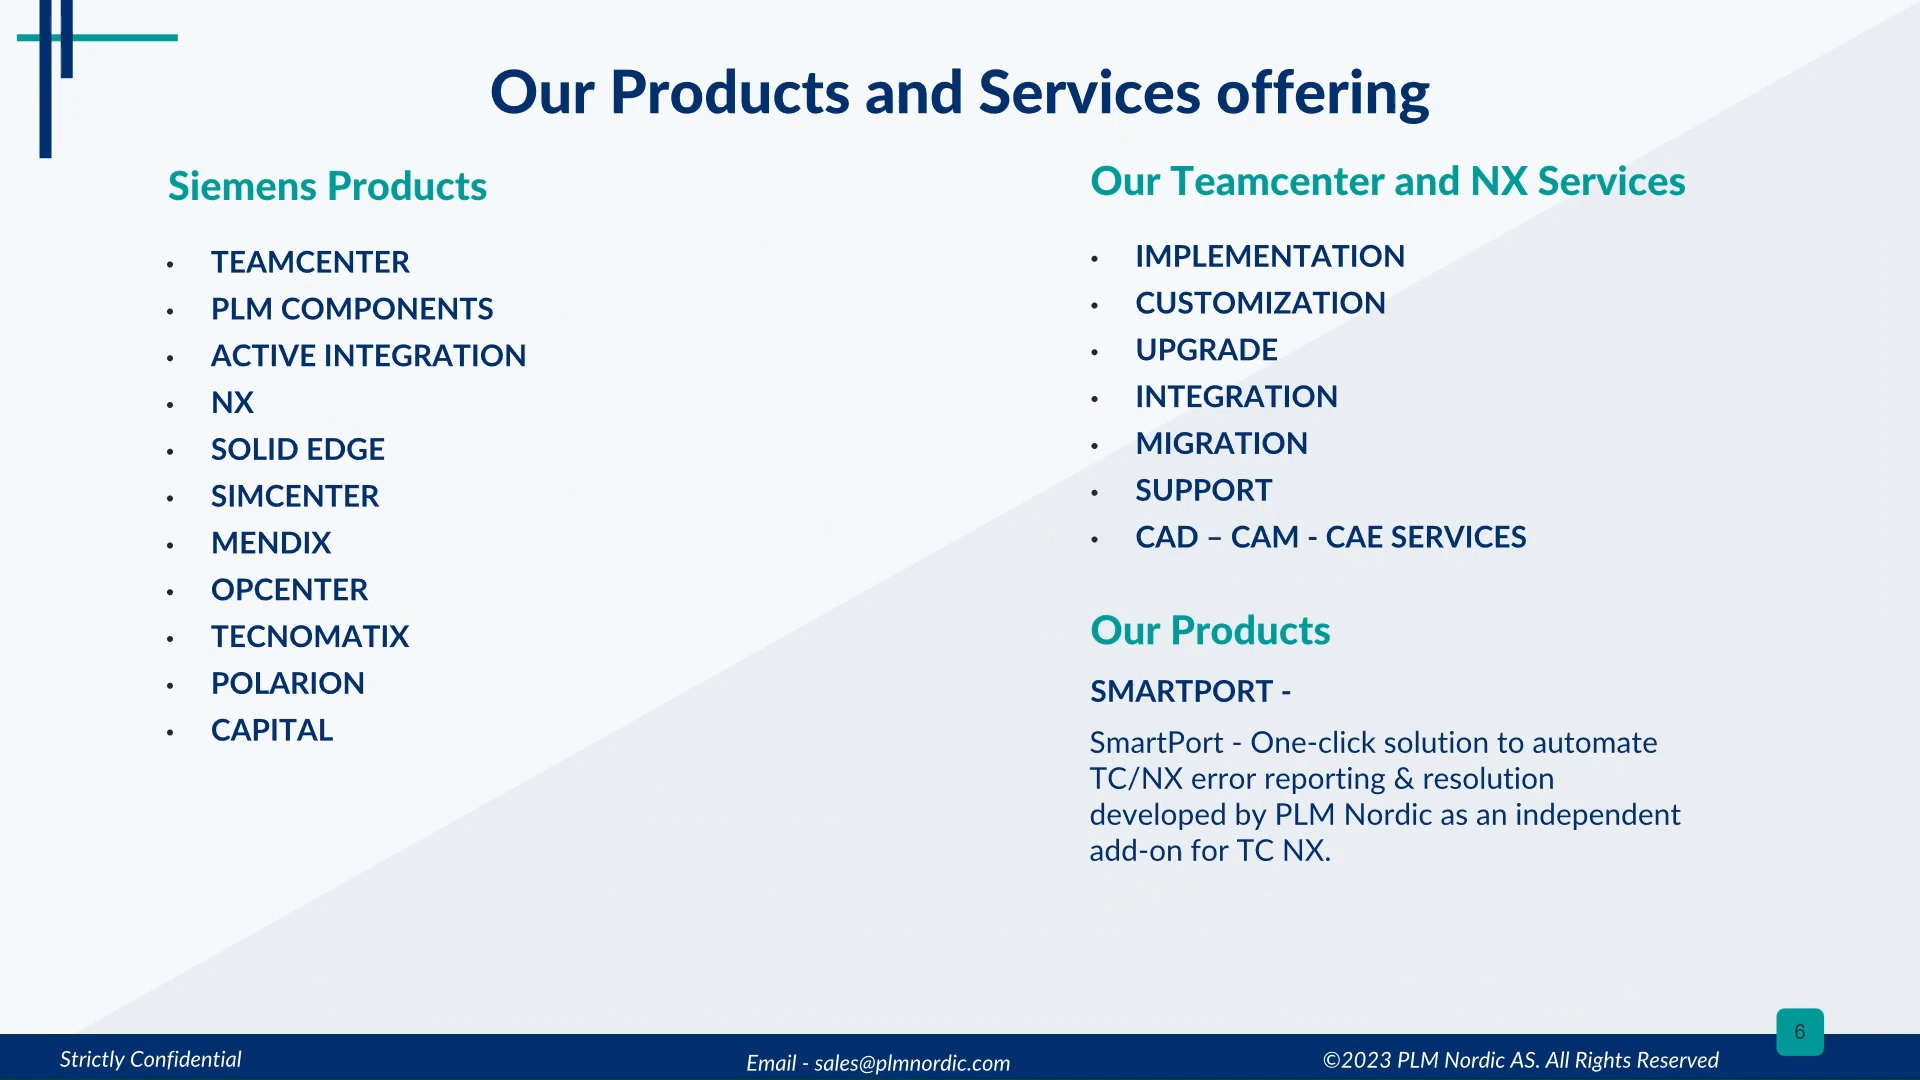 Our Products and Services offering
Siemens Products
• TEAMCENTER
• PLM COMPONENTS
• ACTIVE INTEGRATION
• NX
• SOLID EDGE
• SIMCENTER
• MENDIX
• OPCENTER
• TECNOMATIX
• POLARION
• CAPITAL
Our Teamcenter and NX Services
• IMPLEMENTATION
• CUSTOMIZATION
• UPGRADE
• INTEGRATION
• MIGRATION
• SUPPORT
• CAD – CAM - CAE SERVICES
Our Products
SMARTPORT -
SmartPort - One-click solution to automate
TC/NX error reporting & resolution
developed by PLM Nordic as an independent
add-on for TC NX.
6
Strictly Confidential
Email - sales@plmnordic.com
©2023 PLM Nordic AS. All Rights Reserved